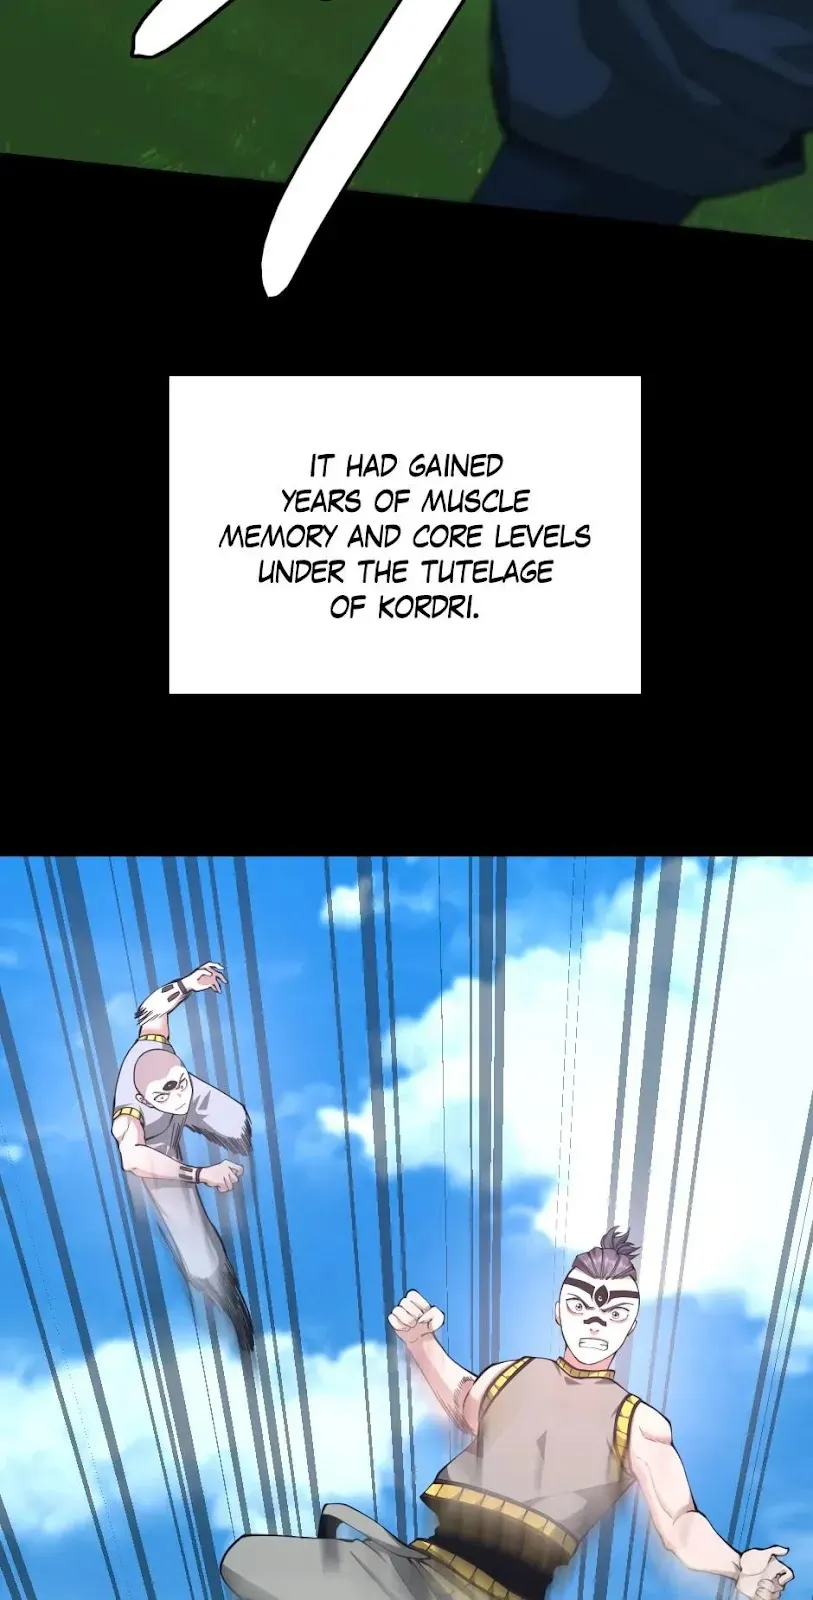 IT HAD GAINED
YEARS OF MUSCLE
MEMORY AND CORE LEVELS
UNDER THE TUTELAGE
OF KORDRI.